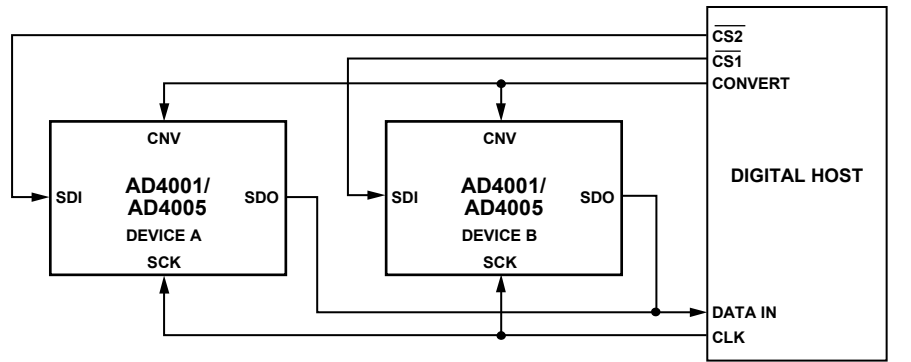 CS2
CS1
CONVERT
CNV
CNV
DIGITAL HOST
SDI
AD4001/
AD4005
SDO
DEVICE A
SCK
SDI
AD4001/
AD4005
SDO
DEVICE B
SCK
DATA IN
CLK